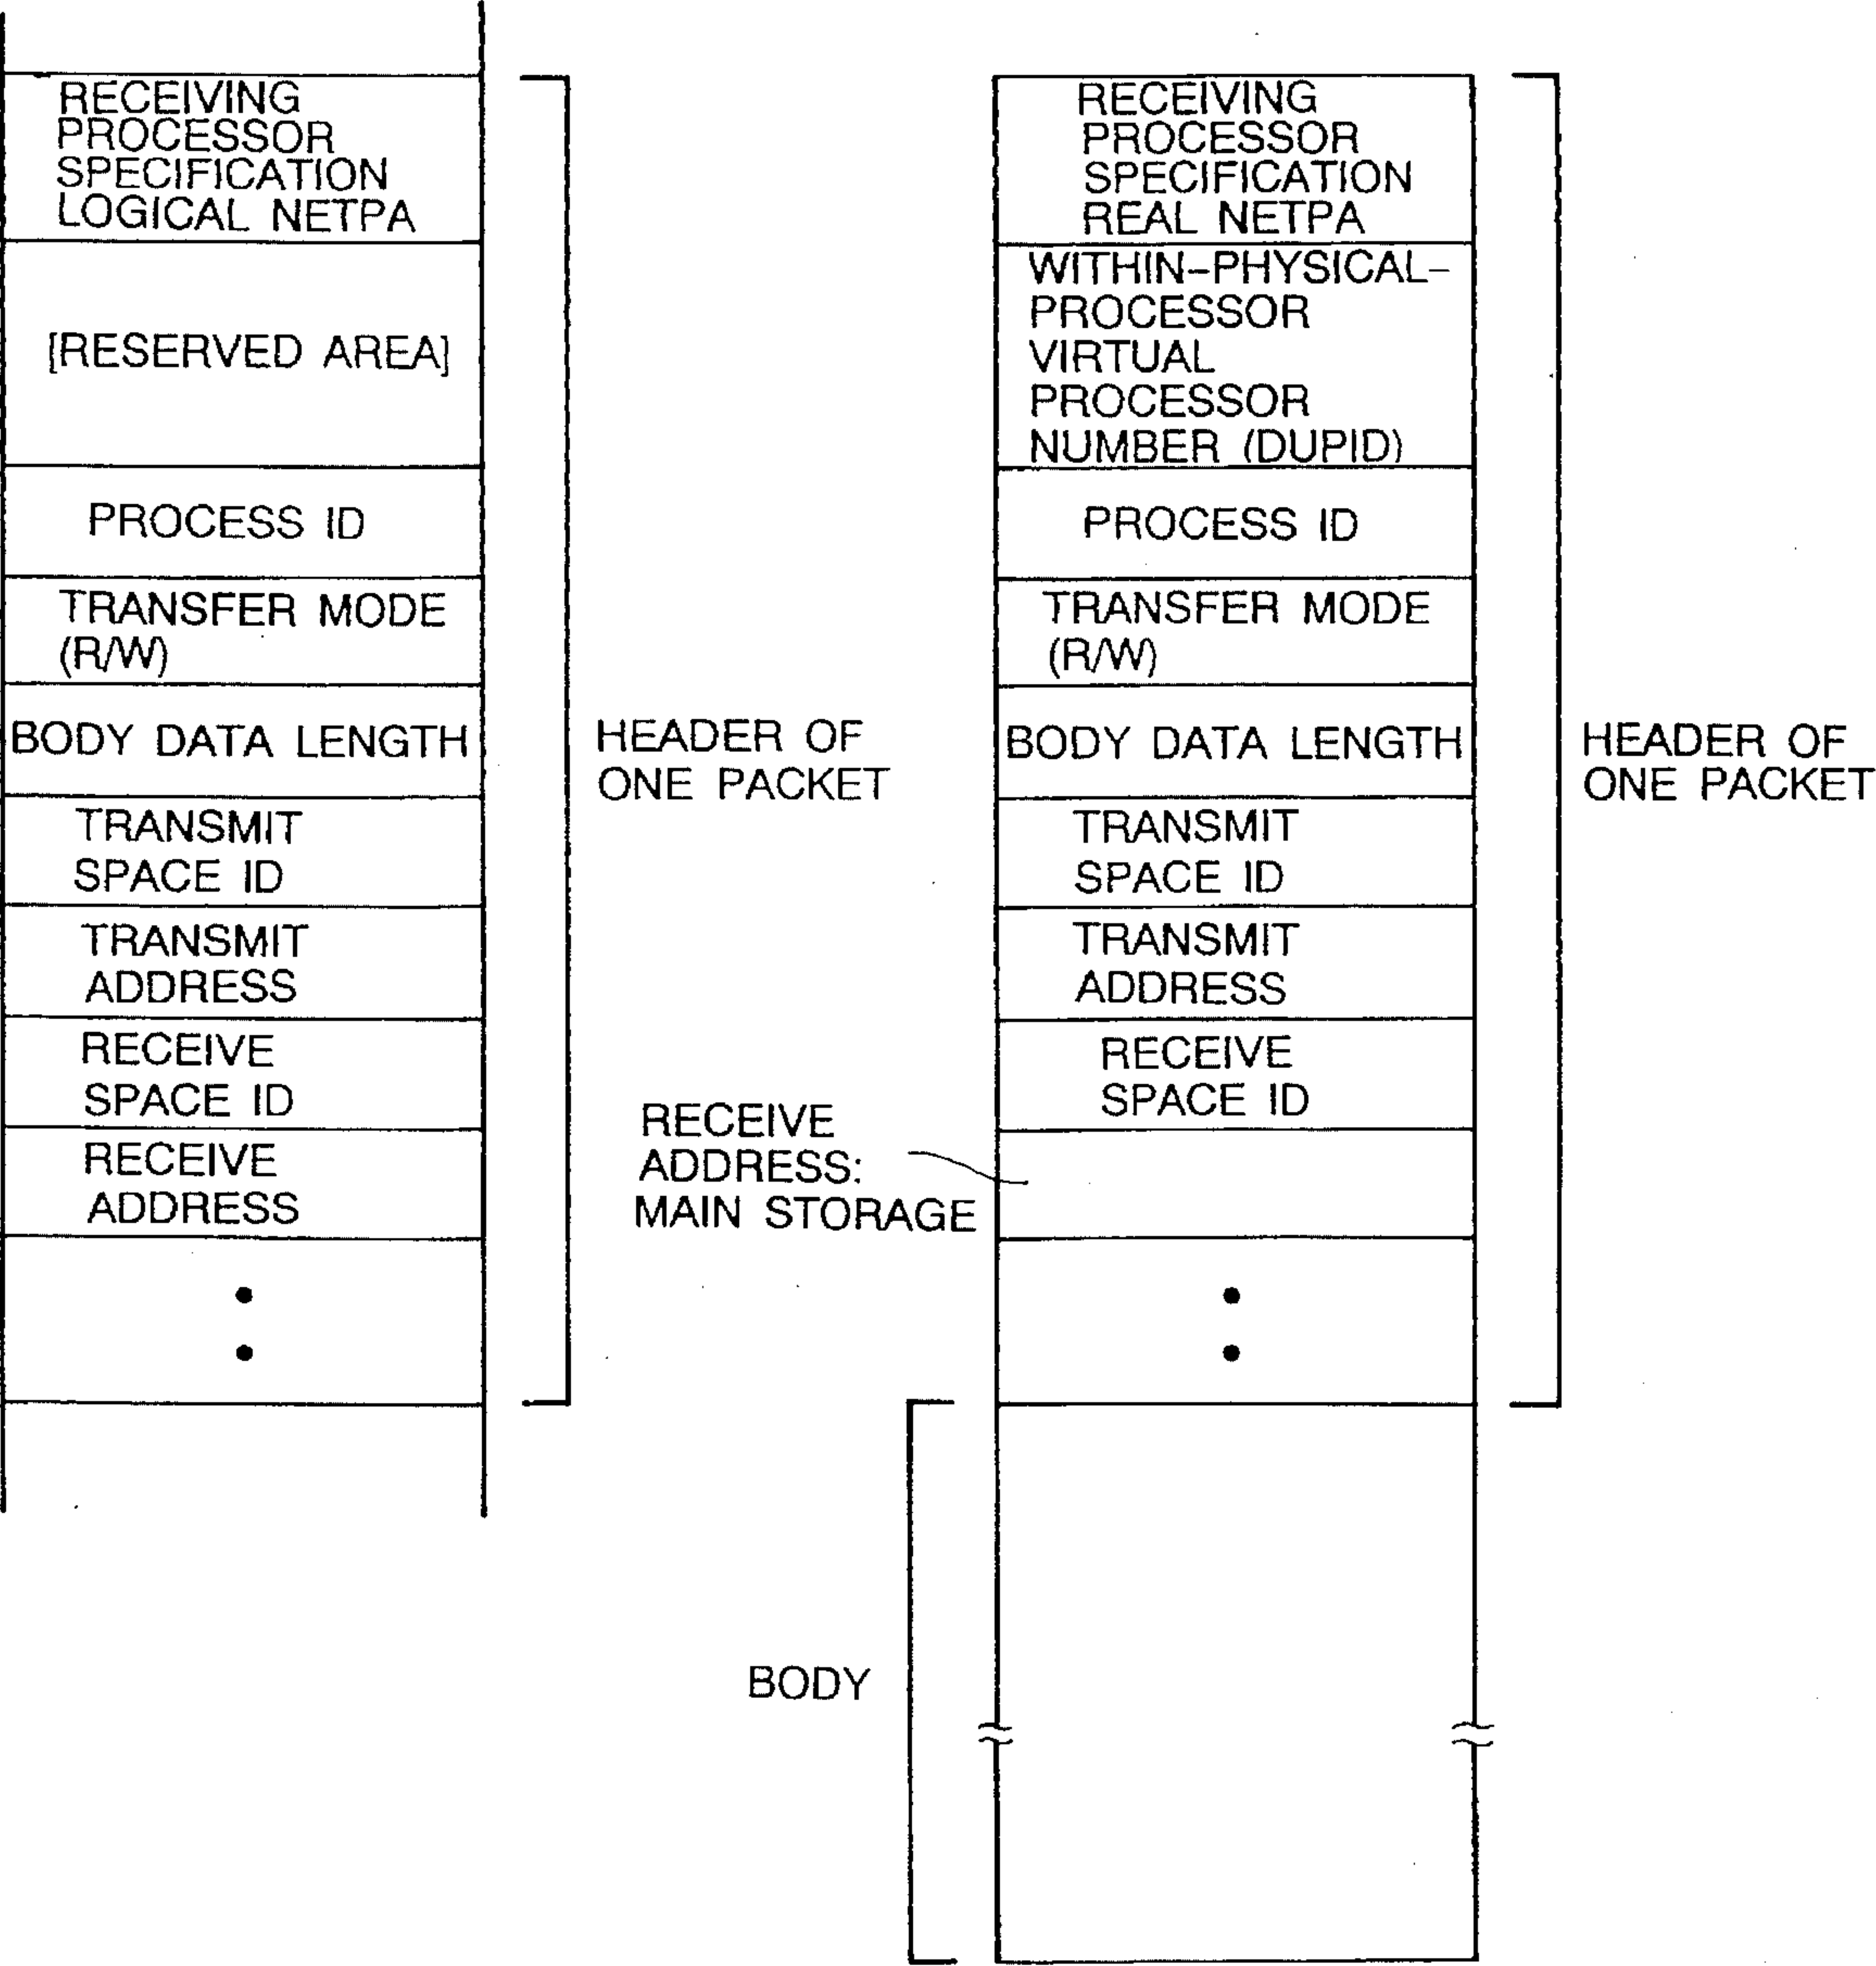 RECEIVING
PROCESSOR
SPECIFICATION
LOGICAL NETPA
[RESERVED AREA]
PROCESS ID
TRANSFER MODE
(R/W)
BODY DATA LENGTH
TRANSMIT
SPACE ID
TRANSMIT
ADDRESS
RECEIVE
SPACE ID
RECEIVE
ADDRESS
HEADER OF
ONE PACKET
RECEIVING
PROCESSOR
SPECIFICATION
REAL NETPA
WITHIN-PHYSICAL-
PROCESSOR
VIRTUAL
PROCESSOR
NUMBER (DUPID)
PROCESS ID
TRANSFER MODE
(R/W)
BODY DATA LENGTH
TRANSMIT
SPACE ID
TRANSMIT
ADDRESS
RECEIVE
SPACE ID
RECEIVE
ADDRESS:
MAIN STORAGE
HEADER OF
ONE PACKET
BODY